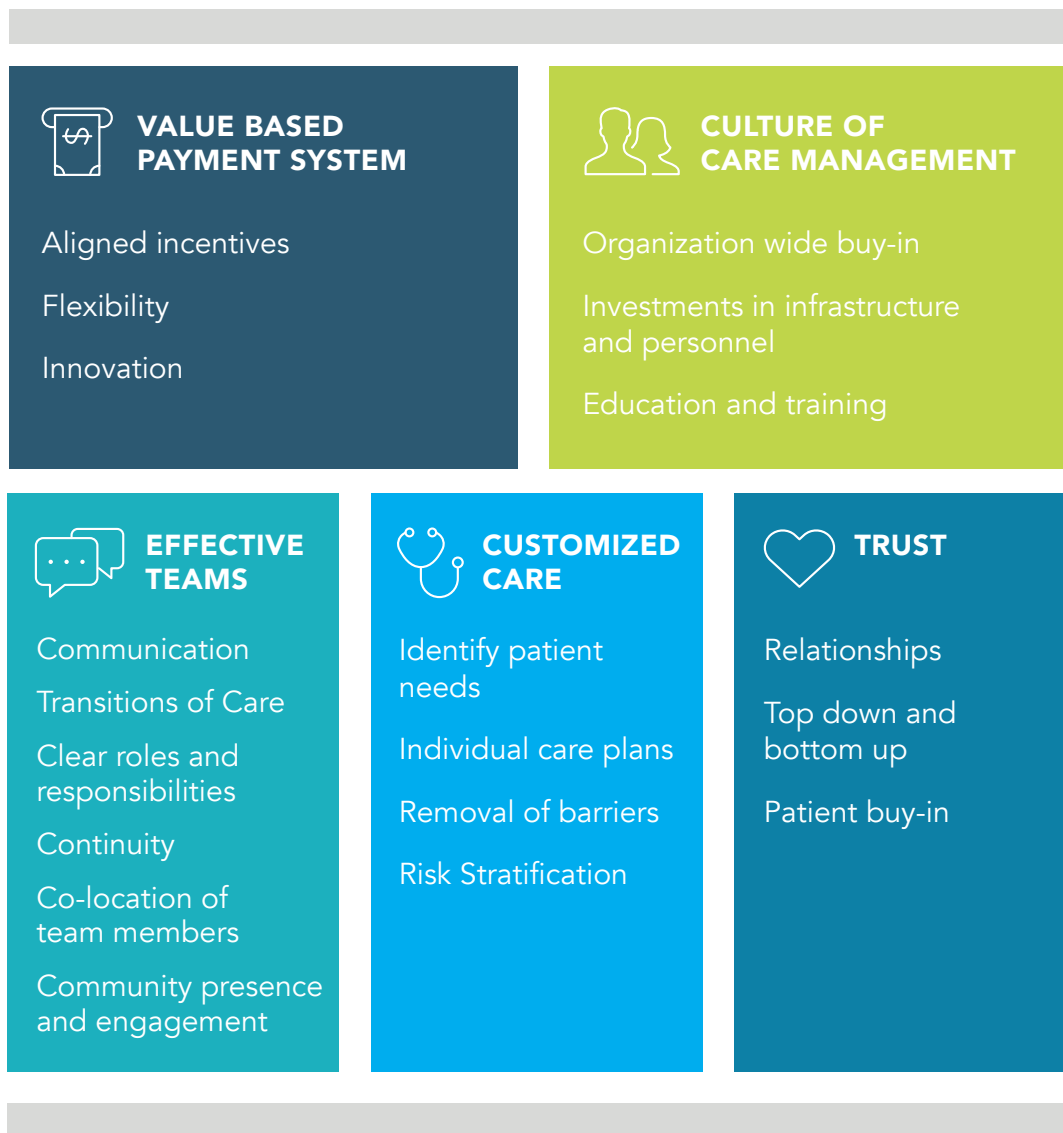 VALUE BASED
PAYMENT SYSTEM
Aligned incentives
Flexibility
Innovation
CULTURE OF
CARE MANAGEMENT
Organization wide buy-in
Investments in infrastructure
and personnel
Education and training
EFFECTIVE
TEAMS
Communication
Transitions of Care
Clear roles and
responsibilities
Continuity
Co-location of
team members
Community presence
and engagement
CUSTOMIZED
CARE
Identify patient
needs
Individual care plans
Removal of barriers
Risk Stratification
TRUST
Relationships
Top down and
bottom up
Patient buy-in